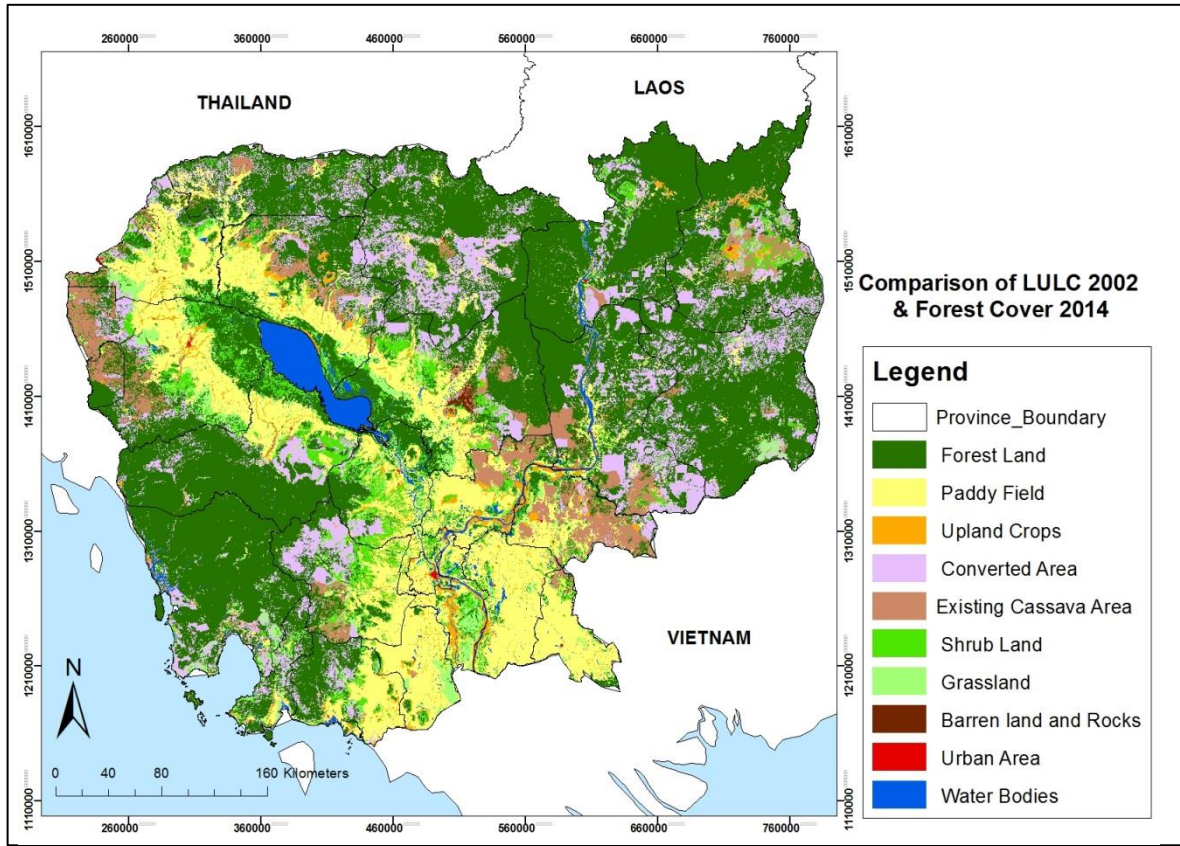 260000 360000 460000 560000 660000 760000
THAILAND
LAOS
1610000 1610000
1510000 1510000
1410000 1410000
1310000 1310000
1210000 1210000
1110000 1110000
VIETNAM
N
0 40 80 160 Kilometers
260000 360000 460000 560000 660000 760000
Comparison of LULC 2002
& Forest Cover 2014
Legend
Province_Boundary
Forest Land
Paddy Field
Upland Crops
Converted Area
Existing Cassava Area
Shrub Land
Grassland
Barren land and Rocks
Urban Area
Water Bodies